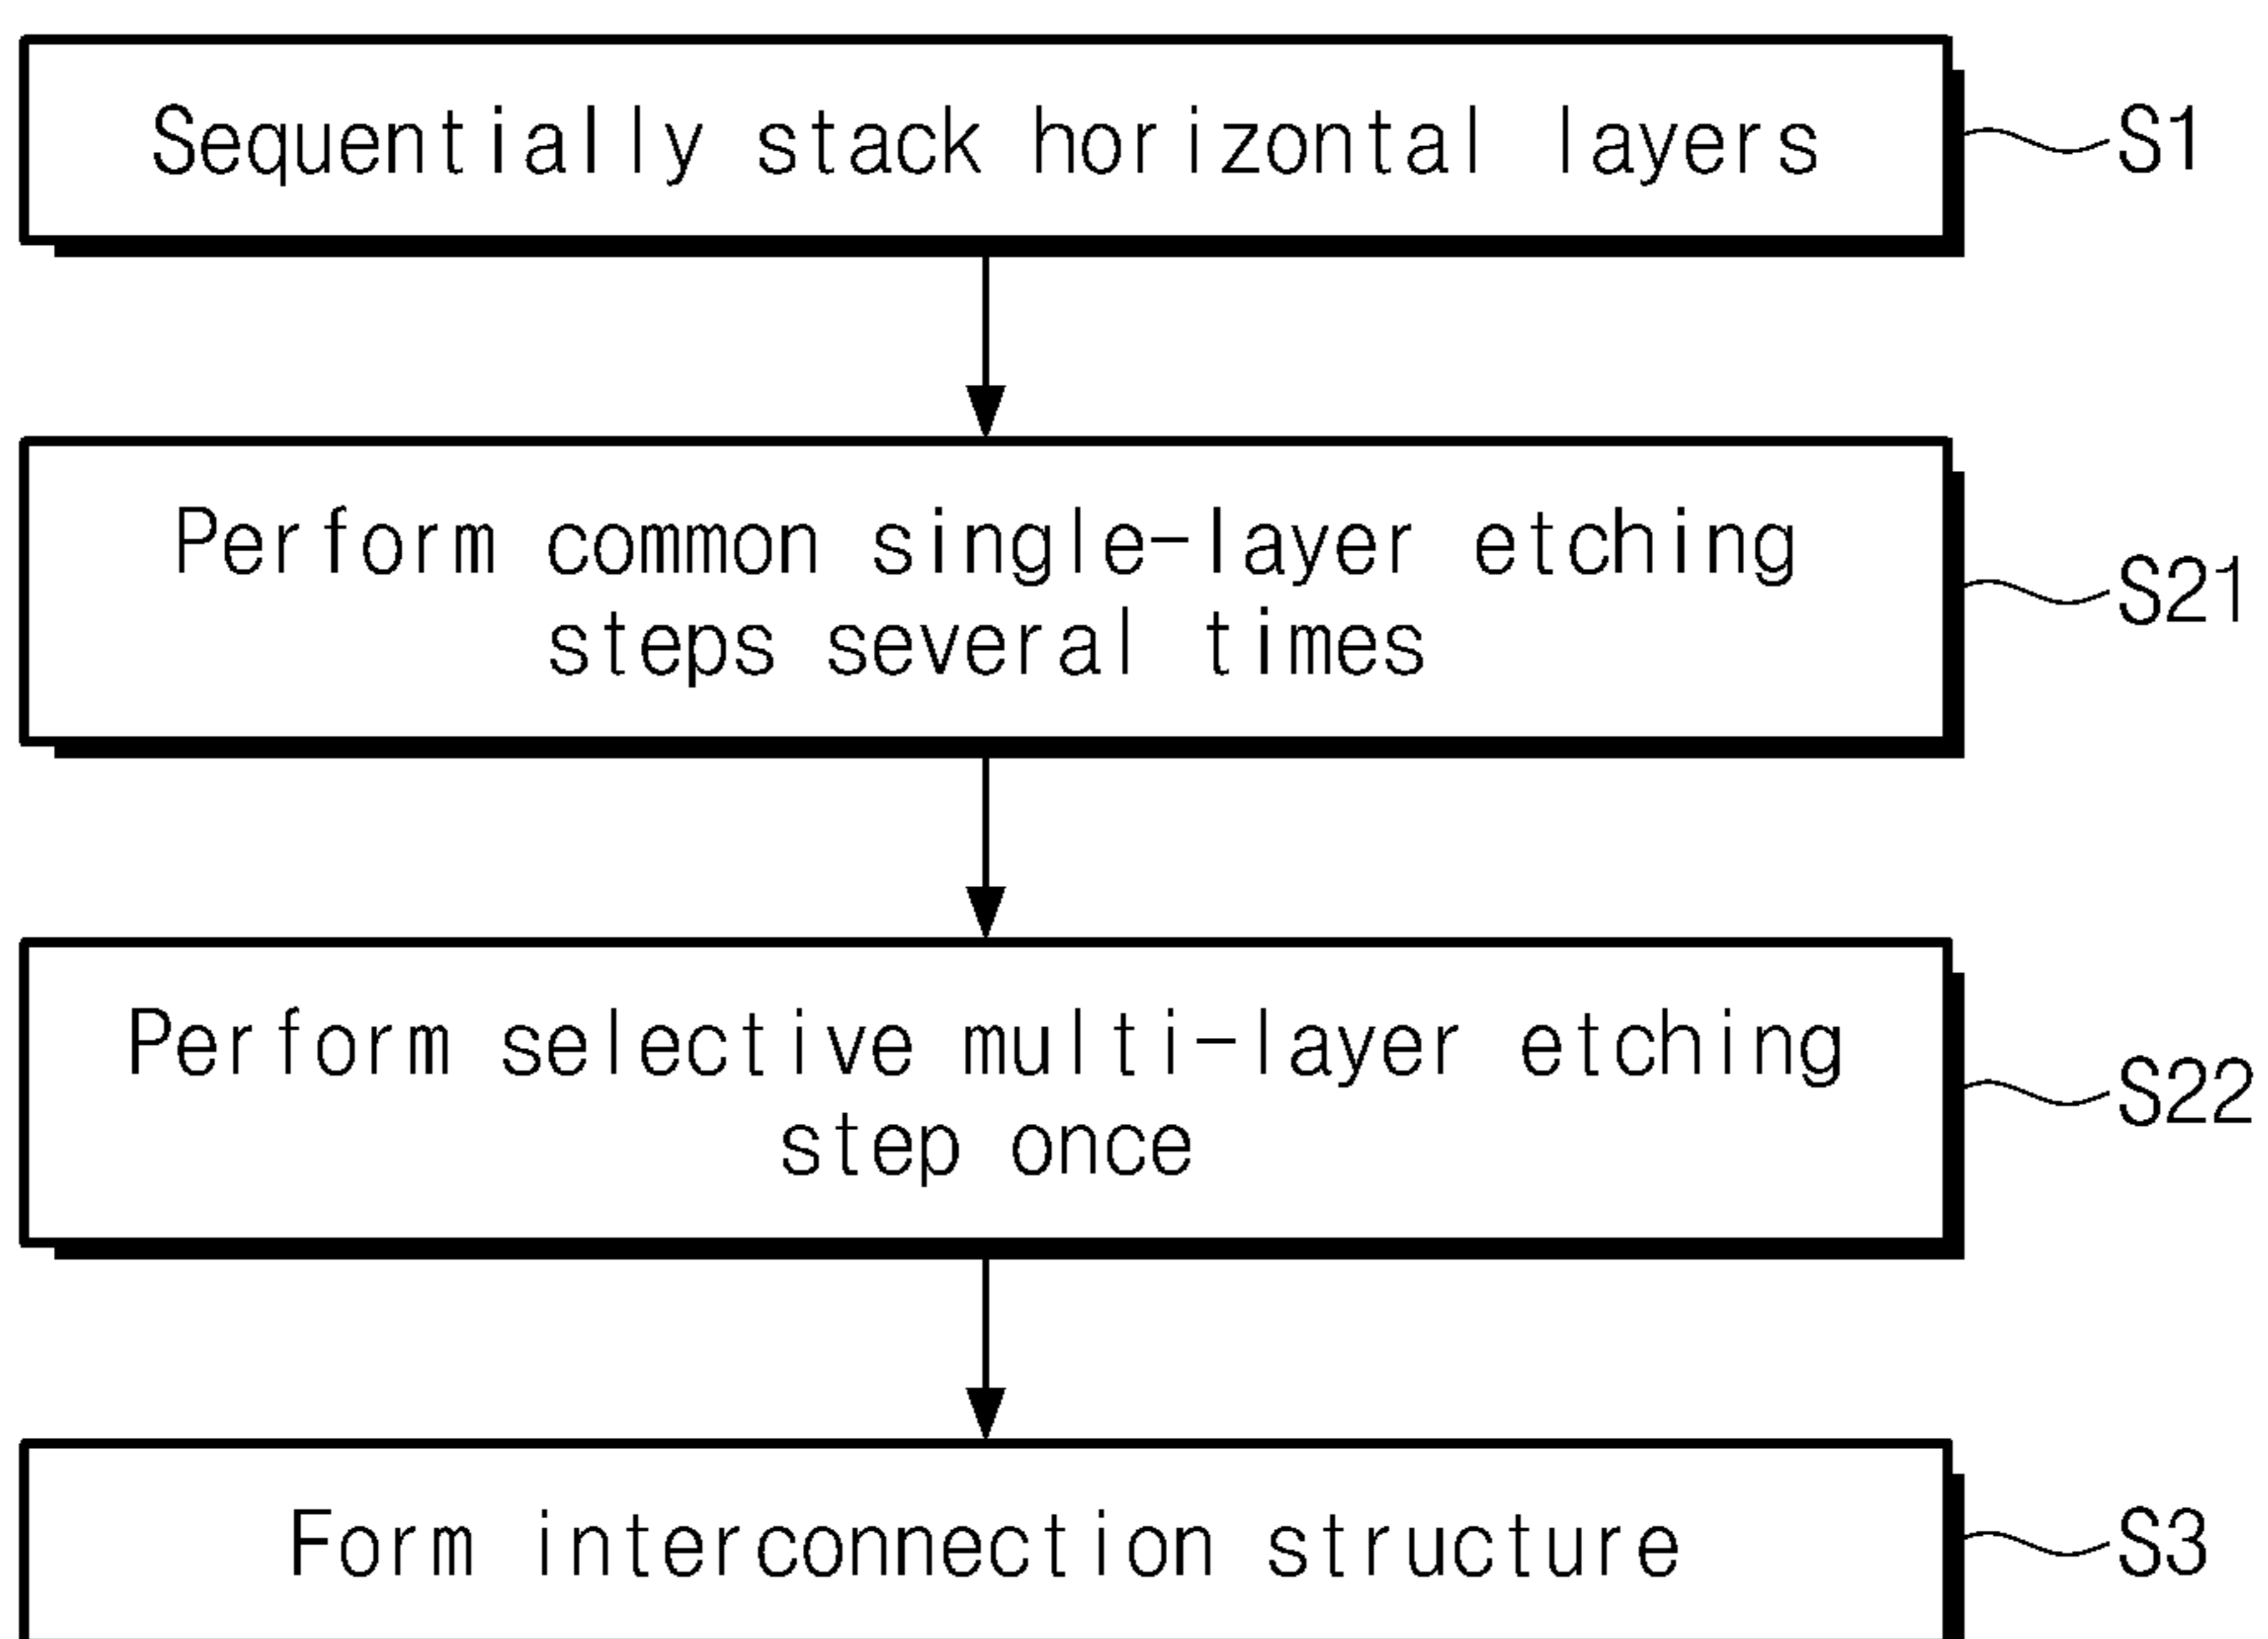 Sequentially stack horizontal layers
S1
Perform common single-layer etching
steps several times
S21
Perform selective multi-layer etching
step once
S22
Form interconnection structure
S3